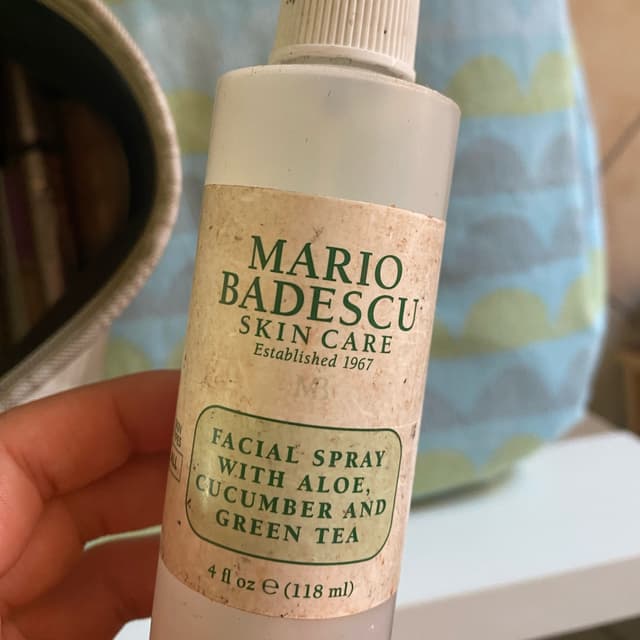 MARIO
BADESCU
SKIN CARE
Established 1967
MB
FACIAL SPRAY
WITH ALOE,
CUCUMBER AND
GREEN TEA
4 fl oz ℮ (118 ml)